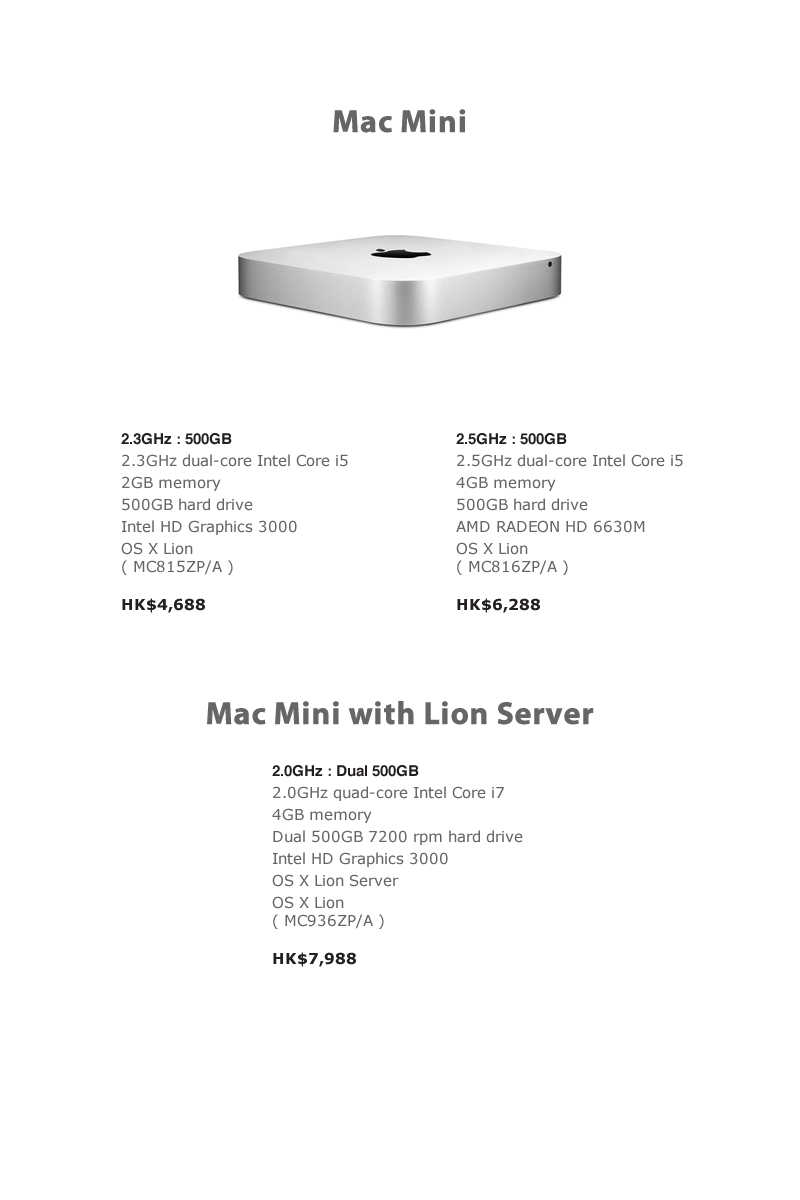 Mac Mini
2.3GHz : 500GB
2.3GHz dual-core Intel Core i5
2GB memory
500GB hard drive
Intel HD Graphics 3000
OS X Lion
( MC815ZP/A )
HK$4,688
2.5GHz : 500GB
2.5GHz dual-core Intel Core i5
4GB memory
500GB hard drive
AMD RADEON HD 6630M
OS X Lion
( MC816ZP/A )
HK$6,288
Mac Mini with Lion Server
2.0GHz : Dual 500GB
2.0GHz quad-core Intel Core i7
4GB memory
Dual 500GB 7200 rpm hard drive
Intel HD Graphics 3000
OS X Lion Server
OS X Lion
( MC936ZP/A )
HK$7,988